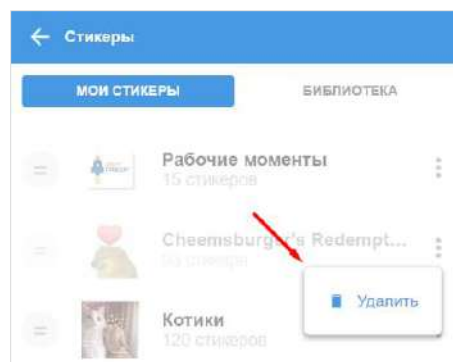 Стикеры
МОИ СТИКЕРЫ
БИБЛИОТЕКА
Рабочие моменты
15 стикеров
Cheemsburger's Redempt...
Удалить
Котики
120 стикеров